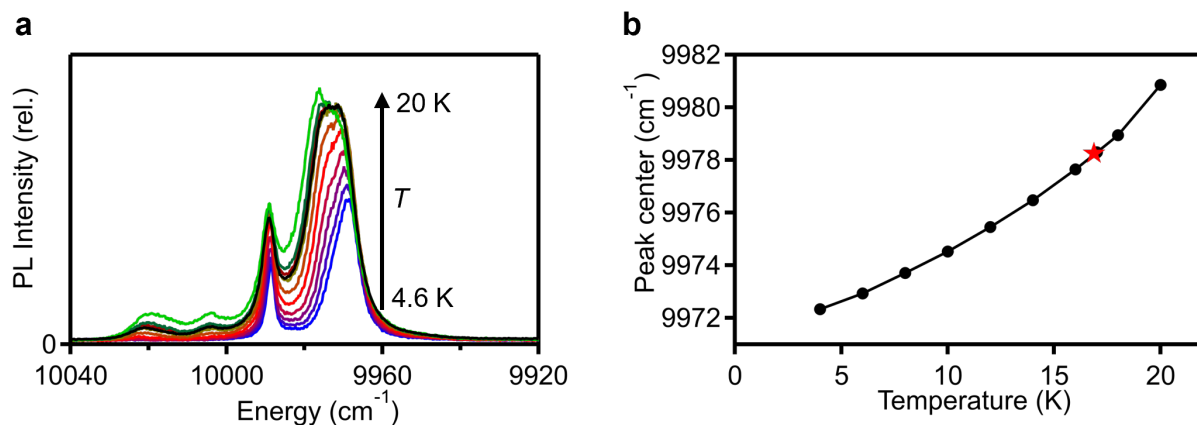 a
PL Intensity (rel.)
0
20 K
T
4.6 K
10040
10000
9960
9920
Energy (cm⁻¹)
b
Peak center (cm⁻¹)
9982
9980
9978
9976
9974
9972
0
5
10
15
20
Temperature (K)